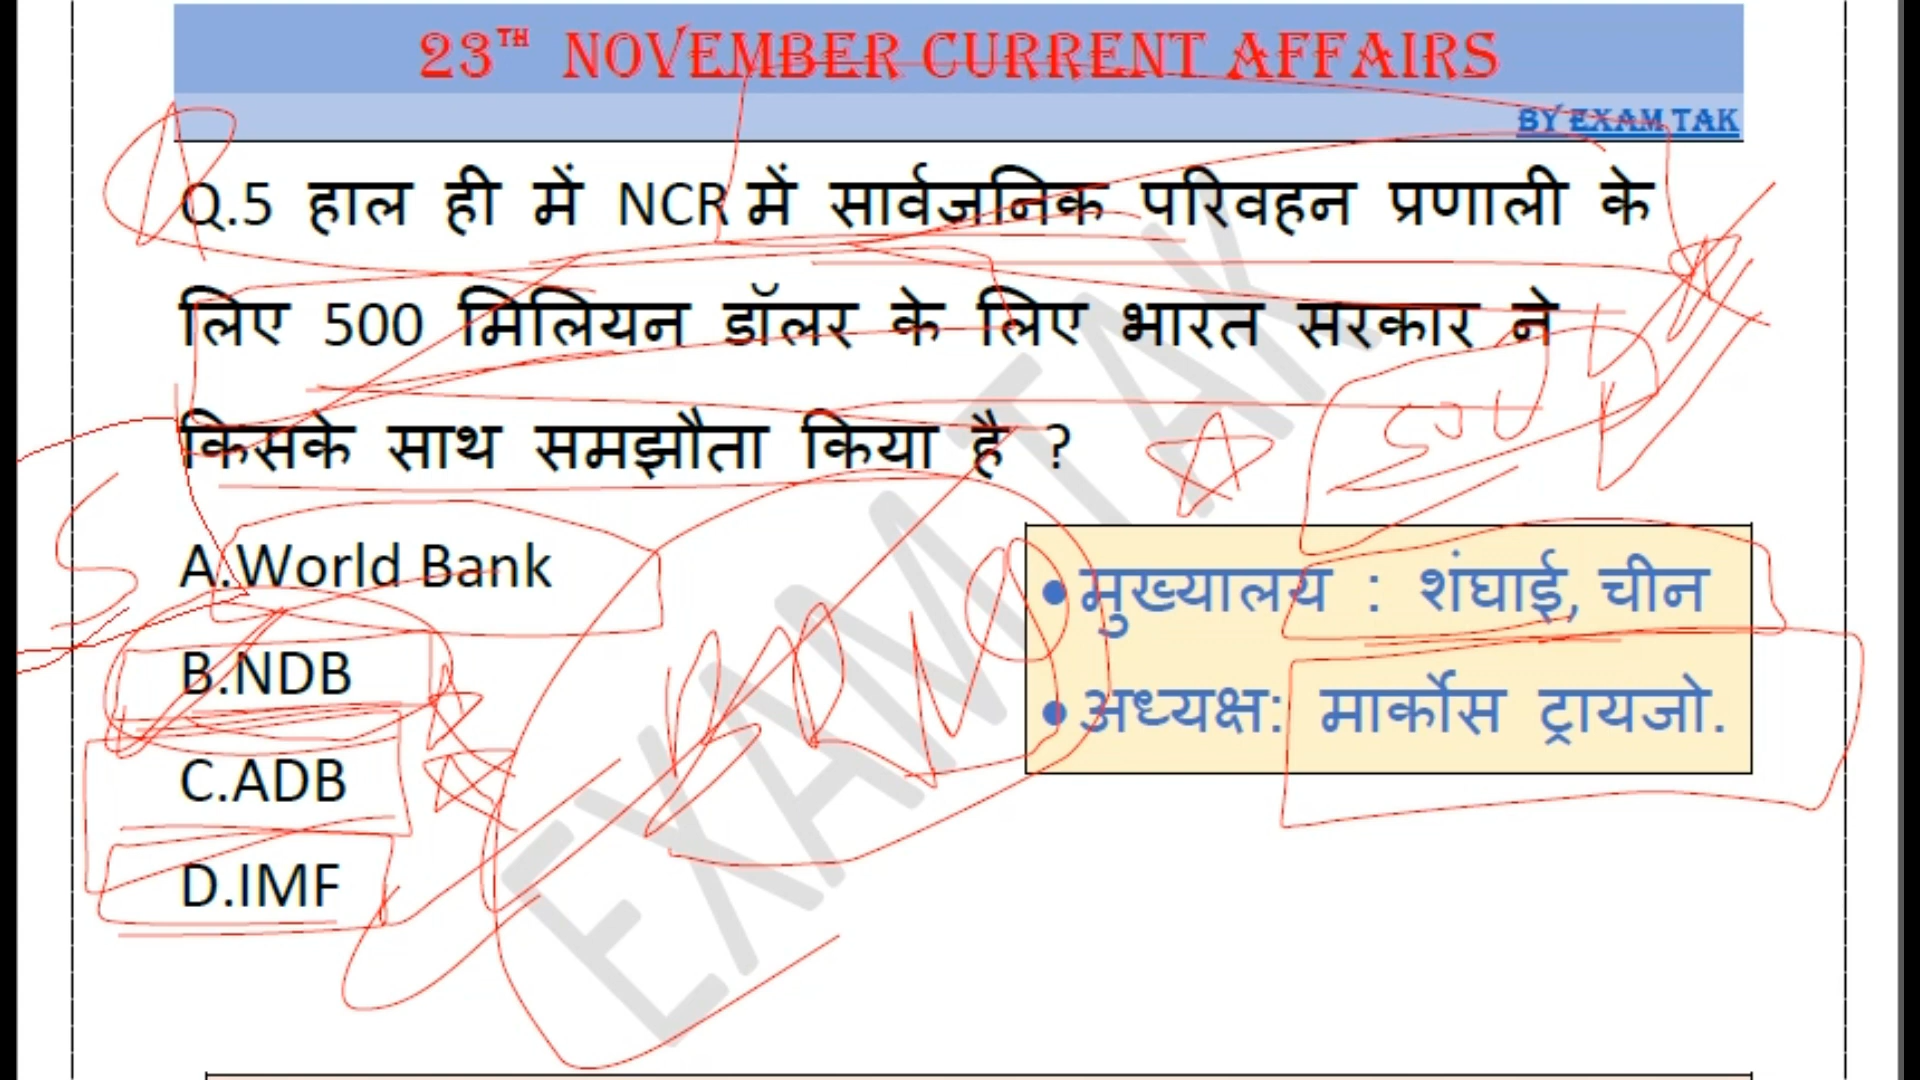 23TH NOVEMBER CURRENT AFFAIRS
BY EXAM TAK
Q.5 हाल ही में NCR में सार्वजनिक परिवहन प्रणाली के
लिए 500 मिलियन डॉलर के लिए भारत सरकार ने
किसके साथ समझौता किया है ?
A.World Bank
B.NDB
C.ADB
D.IMF
•मुख्यालय : शंघाई, चीन
•अध्यक्ष: मार्कोस ट्रायजो.
500
EXAM TAK